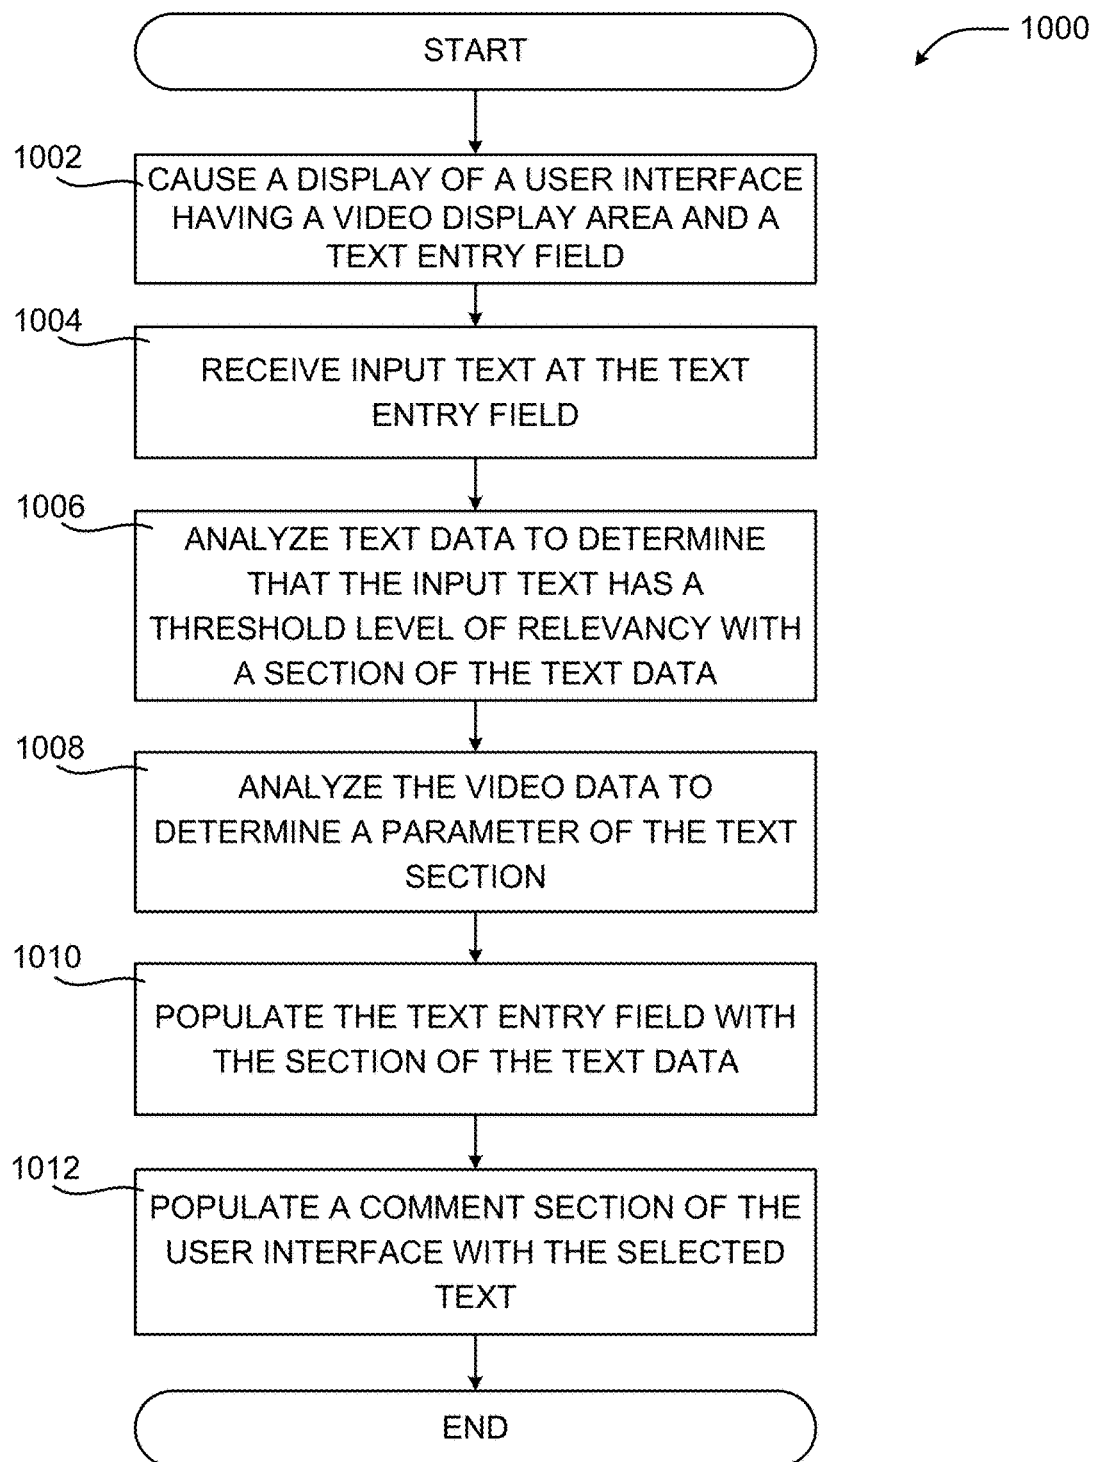 START
1000
1002
CAUSE A DISPLAY OF A USER INTERFACE
HAVING A VIDEO DISPLAY AREA AND A
TEXT ENTRY FIELD
1004
RECEIVE INPUT TEXT AT THE TEXT
ENTRY FIELD
1006
ANALYZE TEXT DATA TO DETERMINE
THAT THE INPUT TEXT HAS A
THRESHOLD LEVEL OF RELEVANCY WITH
A SECTION OF THE TEXT DATA
1008
ANALYZE THE VIDEO DATA TO
DETERMINE A PARAMETER OF THE TEXT
SECTION
1010
POPULATE THE TEXT ENTRY FIELD WITH
THE SECTION OF THE TEXT DATA
1012
POPULATE A COMMENT SECTION OF THE
USER INTERFACE WITH THE SELECTED
TEXT
END